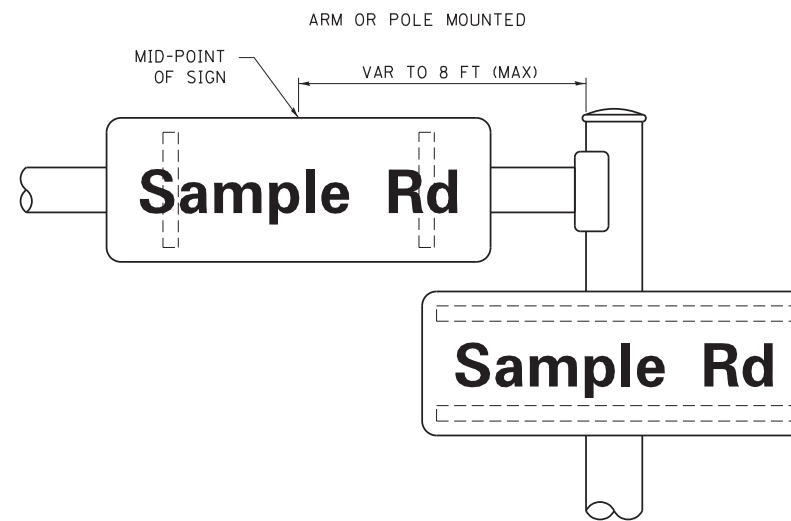 ARM OR POLE MOUNTED
MID-POINT
OF SIGN
VAR TO 8 FT (MAX)
Sample Rd
Sample Rd